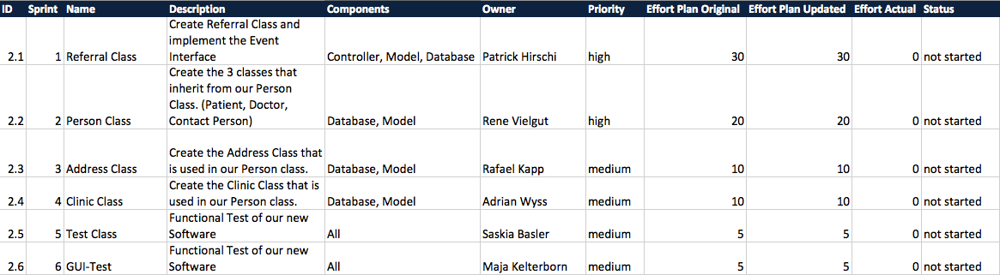 ID Sprint Name Description Components Owner Priority Effort Plan Original Effort Plan Updated Effort Actual Status
Create Referral Class and
implement the Event
2.1 1 Referral Class Interface Controller, Model, Database Patrick Hirschi high 30 30 0 not started
Create the 3 classes that
inherit from our Person
Class. (Patient, Doctor,
2.2 2 Person Class Contact Person) Database, Model Rene Vielgut high 20 20 0 not started
Create the Address Class that
2.3 3 Address Class is used in our Person class. Database, Model Rafael Kapp medium 10 10 0 not started
Create the Clinic Class that is
2.4 4 Clinic Class used in our Person class. Database, Model Adrian Wyss medium 10 10 0 not started
Functional Test of our new
2.5 5 Test Class Software All Saskia Basler medium 5 5 0 not started
Functional Test of our new
2.6 6 GUI-Test Software All Maja Kelterborn medium 5 5 0 not started